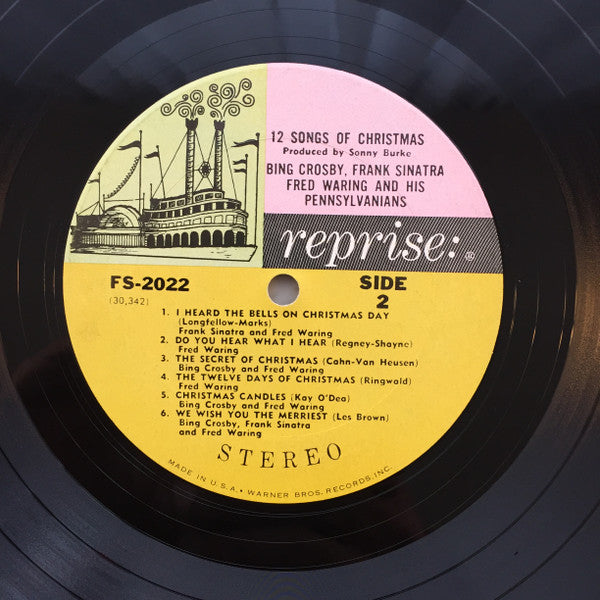 12 SONGS OF CHRISTMAS
Produced by Sonny Burke
BING CROSBY, FRANK SINATRA
FRED WARING AND HIS
PENNSYLVANIANS
reprise: ®
FS-2022
(30,342)
SIDE
2
1. I HEARD THE BELLS ON CHRISTMAS DAY
(Longfellow-Marks)
Frank Sinatra and Fred Waring
2. DO YOU HEAR WHAT I HEAR (Regney-Shayne)
Fred Waring
3. THE SECRET OF CHRISTMAS (Cahn-Van Heusen)
Bing Crosby and Fred Waring
4. THE TWELVE DAYS OF CHRISTMAS (Ringwald)
Fred Waring
5. CHRISTMAS CANDLES (Kay O'Dea)
Bing Crosby and Fred Waring
6. WE WISH YOU THE MERRIEST (Les Brown)
Bing Crosby, Frank Sinatra
and Fred Waring
STEREO
MADE IN U.S.A. • WARNER BROS. RECORDS, INC.